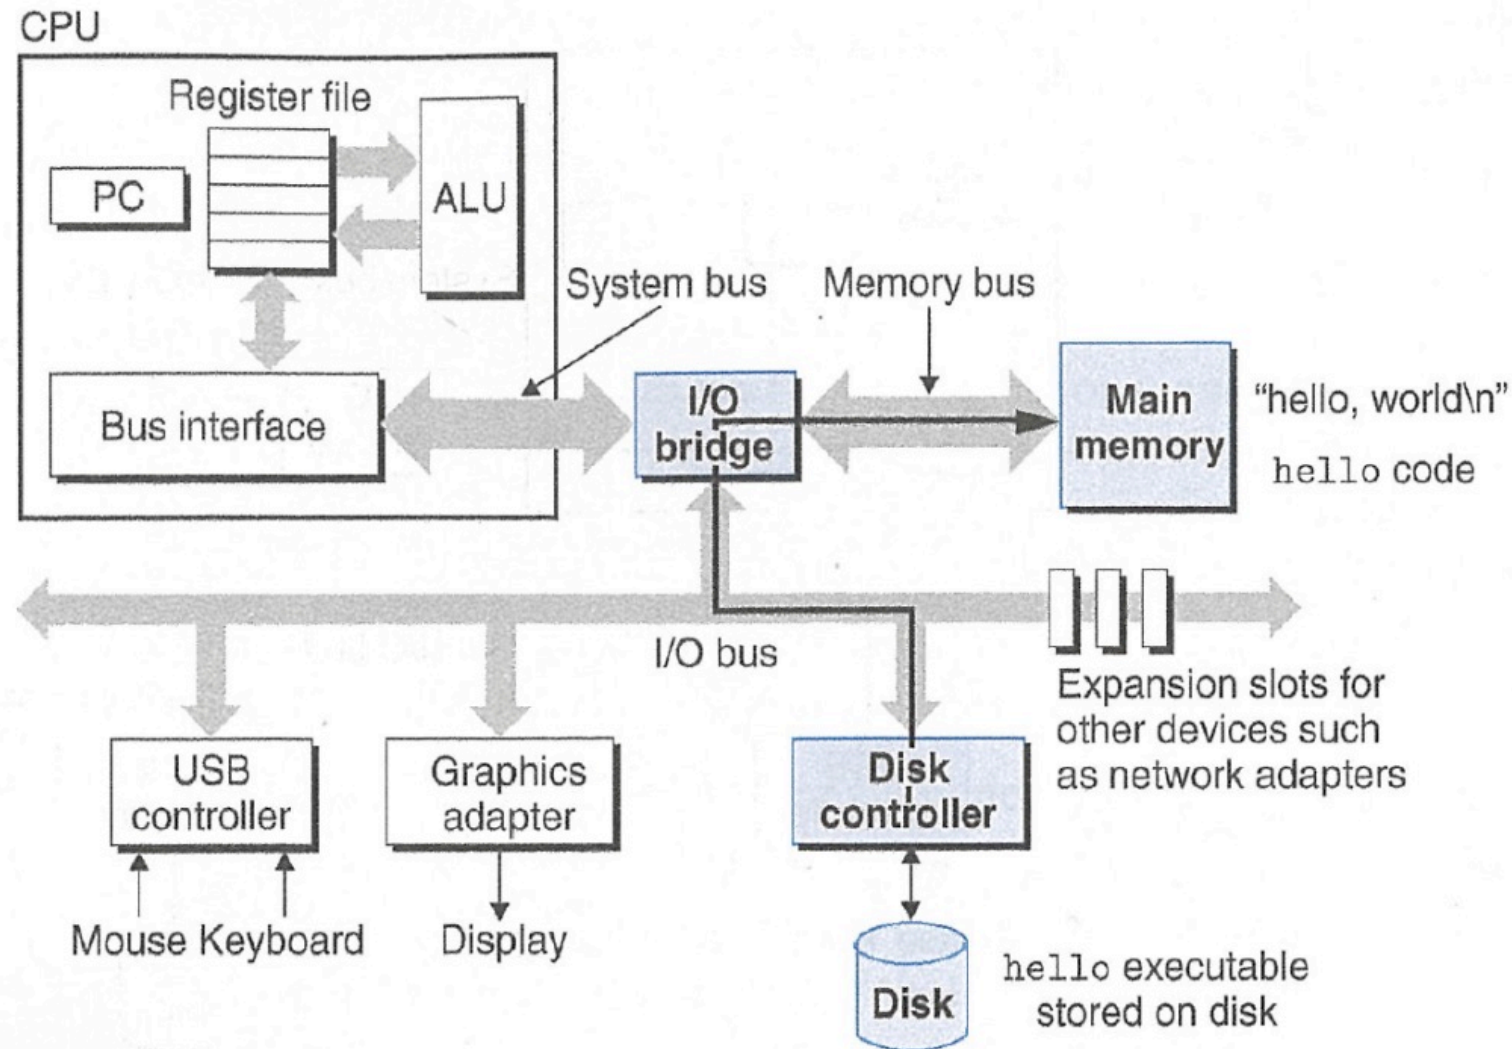 CPU
Register file
PC
ALU
System bus
Memory bus
Bus interface
I/O
bridge
Main
memory
"hello, world\n"
hello code
I/O bus
Expansion slots for
other devices such
as network adapters
USB
controller
Graphics
adapter
Disk
controller
Mouse Keyboard
Display
Disk
hello executable
stored on disk